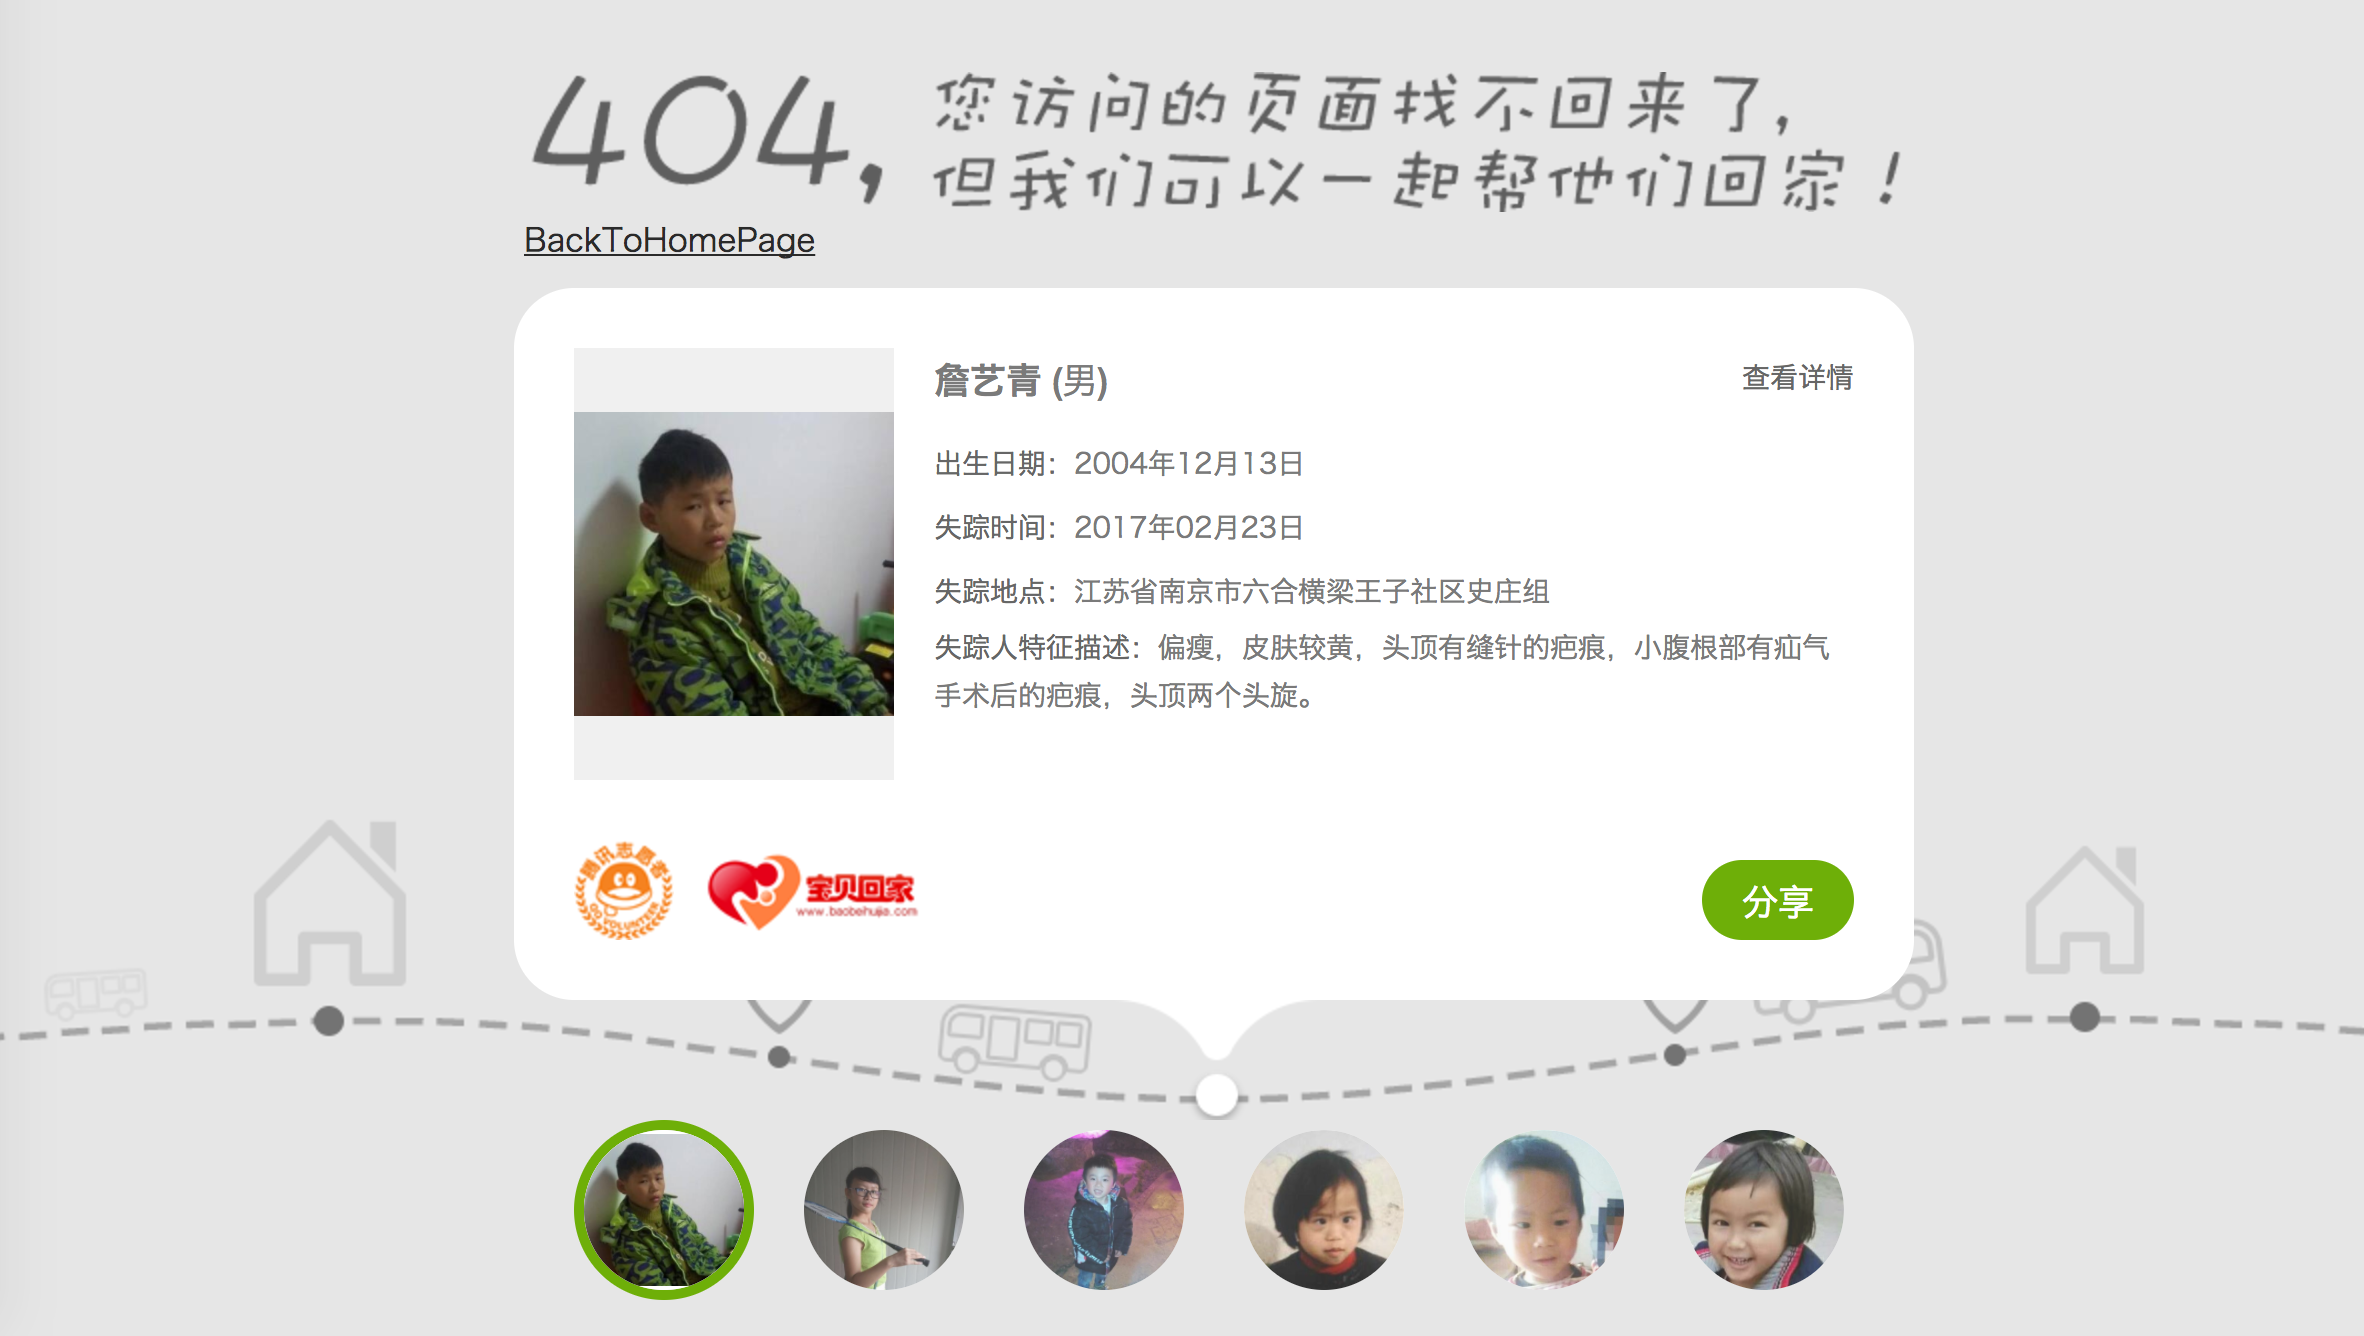 404,
您访问的页面找不回来了,
但我们可以一起帮他们回家!
BackToHomePage
詹艺青 (男)
查看详情
出生日期：2004年12月13日
失踪时间：2017年02月23日
失踪地点：江苏省南京市六合横梁王子社区史庄组
失踪人特征描述：偏瘦，皮肤较黄，头顶有缝针的疤痕，小腹根部有疝气
手术后的疤痕，头顶两个头旋。
腾讯志愿者
QQ VOLUNTEER
宝贝回家
www.baobeihuijia.com
分享